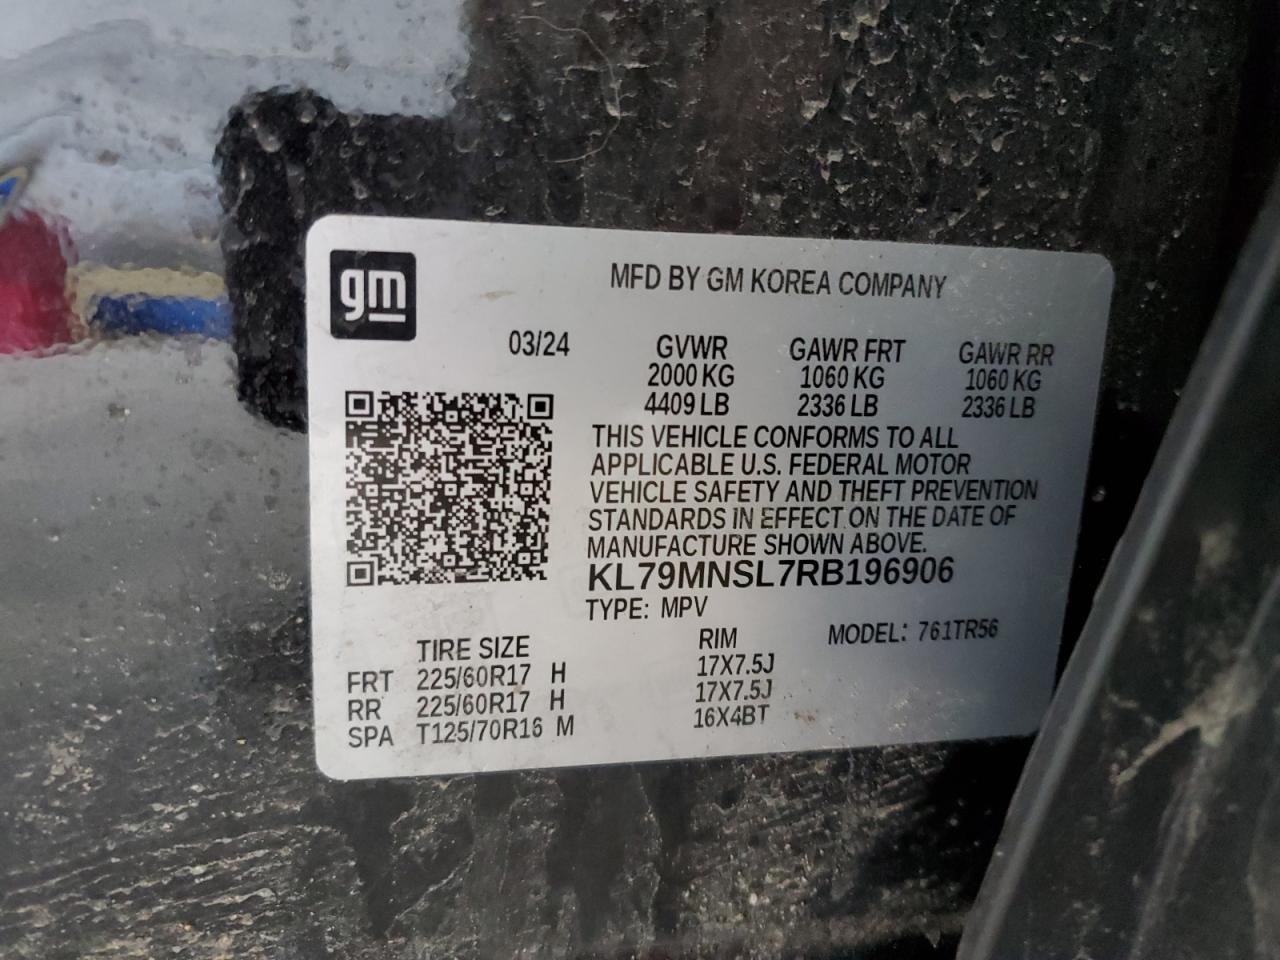 gm
MFD BY GM KOREA COMPANY
03/24 GVWR GAWR FRT GAWR RR
2000 KG 1060 KG 1060 KG
4409 LB 2336 LB 2336 LB
THIS VEHICLE CONFORMS TO ALL
APPLICABLE U.S. FEDERAL MOTOR
VEHICLE SAFETY AND THEFT PREVENTION
STANDARDS IN EFFECT ON THE DATE OF
MANUFACTURE SHOWN ABOVE.
KL79MNSL7RB196906
TYPE: MPV
MODEL: 761TR56
TIRE SIZE RIM
FRT 225/60R17 H 17X7.5J
RR 225/60R17 H 17X7.5J
SPA T125/70R16 M 16X4BT